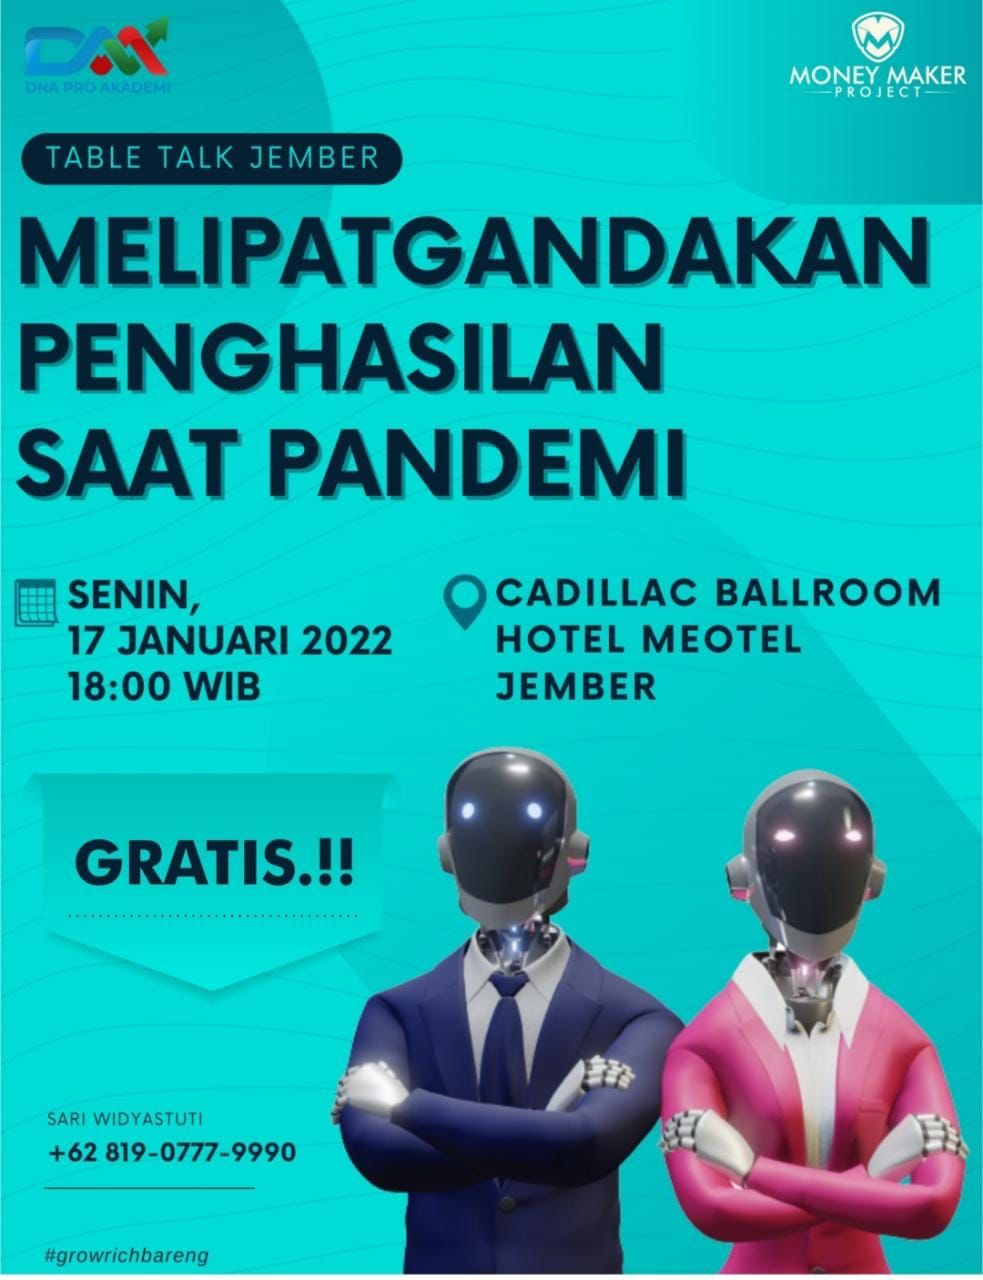 DNA PRO AKADEMI
MONEY MAKER
PROJECT
TABLE TALK JEMBER
MELIPATGANDAKAN
PENGHASILAN
SAAT PANDEMI
SENIN,
17 JANUARI 2022
18:00 WIB
CADILLAC BALLROOM
HOTEL MEOTEL
JEMBER
GRATIS.!!
SARI WIDYASTUTI
+62 819-0777-9990
#growrichbareng